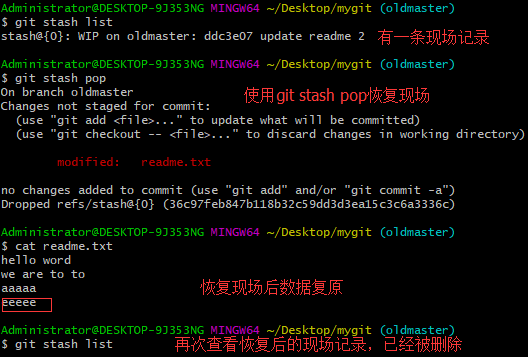 Administrator@DESKTOP-9J353NG MINGW64 ~/Desktop/mygit (oldmaster)
$ git stash list
stash@{0}: WIP on oldmaster: ddc3e07 update readme 2 有一条现场记录
Administrator@DESKTOP-9J353NG MINGW64 ~/Desktop/mygit (oldmaster)
$ git stash pop
On branch oldmaster 使用git stash pop恢复现场
Changes not staged for commit:
(use "git add <file>..." to update what will be committed)
(use "git checkout -- <file>..." to discard changes in working directory)
modified: readme.txt
no changes added to commit (use "git add" and/or "git commit -a")
Dropped refs/stash@{0} (36c97feb847b118b32c59dd3d3ea15c3c6a3336c)
Administrator@DESKTOP-9J353NG MINGW64 ~/Desktop/mygit (oldmaster)
$ cat readme.txt
hello word
we are to to
aaaaa 恢复现场后数据复原
eeeee
Administrator@DESKTOP-9J353NG MINGW64 ~/Desktop/mygit (oldmaster)
$ git stash list 再次查看恢复后的现场记录，已经被删除